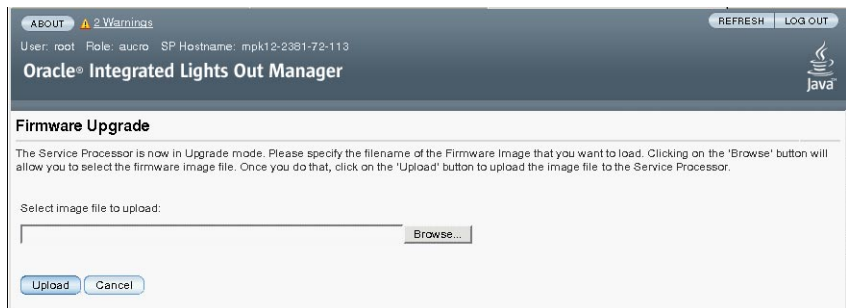 ABOUT 2 Warnings REFRESH LOG OUT
User: root Role: aucro SP Hostname: mpk12-2381-72-113
Oracle® Integrated Lights Out Manager
Java™
Firmware Upgrade
The Service Processor is now in Upgrade mode. Please specify the filename of the Firmware Image that you want to load. Clicking on the 'Browse' button will
allow you to select the firmware image file. Once you do that, click on the 'Upload' button to upload the image file to the Service Processor.
Select image file to upload:
Browse...
Upload Cancel